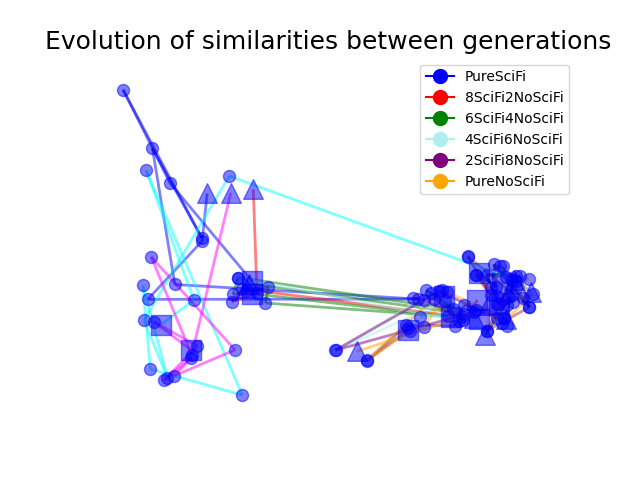 Evolution of similarities between generations
PureSciFi
8SciFi2NoSciFi
6SciFi4NoSciFi
4SciFi6NoSciFi
2SciFi8NoSciFi
PureNoSciFi